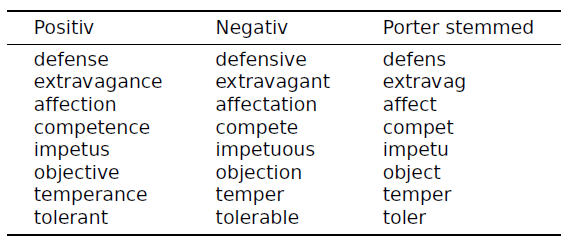 Positiv Negativ Porter stemmed
defense defensive defens
extravagance extravagant extravag
affection affectation affect
competence compete compet
impetus impetuous impetu
objective objection object
temperance temper temper
tolerant tolerable toler